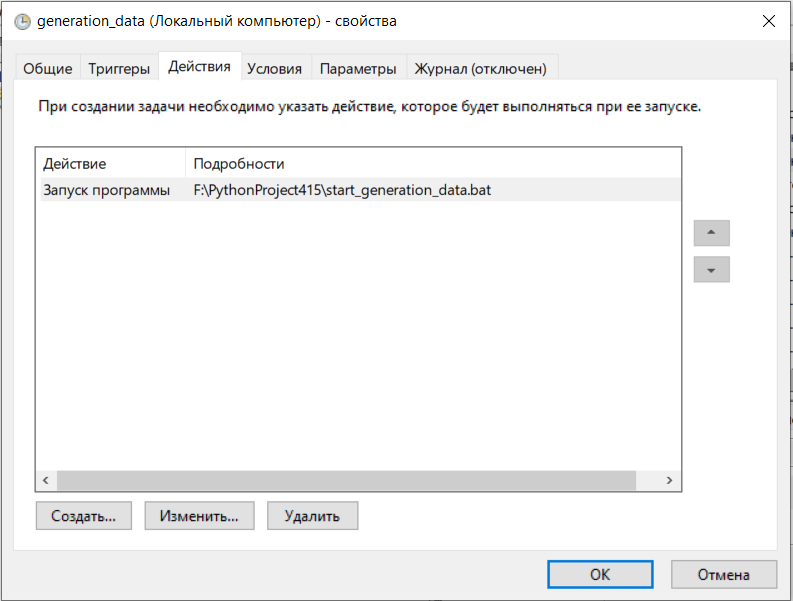 generation_data (Локальный компьютер) - свойства
Общие Триггеры Действия Условия Параметры Журнал (отключен)
При создании задачи необходимо указать действие, которое будет выполняться при ее запуске.
Действие Подробности
Запуск программы F:\PythonProject415\start_generation_data.bat
Создать... Изменить... Удалить
OK Отмена